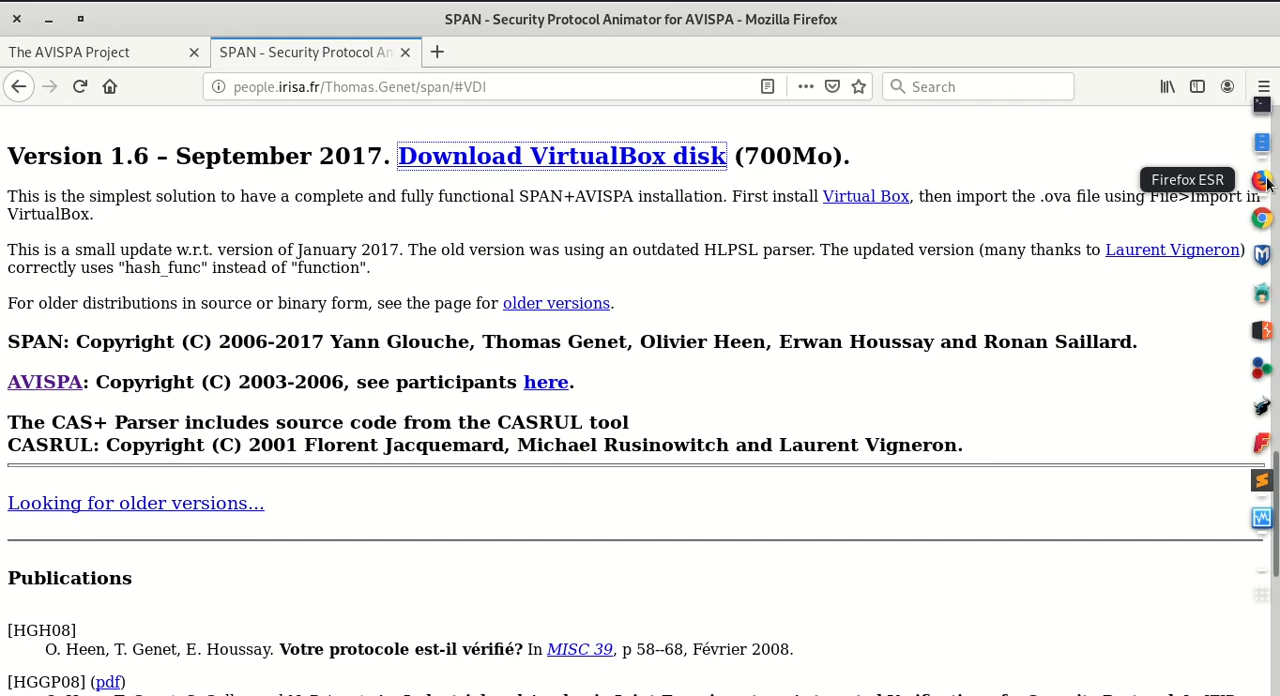 SPAN - Security Protocol Animator for AVISPA - Mozilla Firefox
The AVISPA Project
SPAN - Security Protocol An
people.irisa.fr/Thomas.Genet/span/#VDI
Search
Version 1.6 – September 2017. Download VirtualBox disk (700Mo).
Firefox ESR
This is the simplest solution to have a complete and fully functional SPAN+AVISPA installation. First install Virtual Box, then import the .ova file using File>Import in
VirtualBox.
This is a small update w.r.t. version of January 2017. The old version was using an outdated HLPSL parser. The updated version (many thanks to Laurent Vigneron)
correctly uses "hash_func" instead of "function".
For older distributions in source or binary form, see the page for older versions.
SPAN: Copyright (C) 2006-2017 Yann Glouche, Thomas Genet, Olivier Heen, Erwan Houssay and Ronan Saillard.
AVISPA: Copyright (C) 2003-2006, see participants here.
The CAS+ Parser includes source code from the CASRUL tool
CASRUL: Copyright (C) 2001 Florent Jacquemard, Michael Rusinowitch and Laurent Vigneron.
Looking for older versions...
Publications
[HGH08]
O. Heen, T. Genet, E. Houssay. Votre protocole est-il vérifié? In MISC 39, p 58--68, Février 2008.
[HGGP08] (pdf)